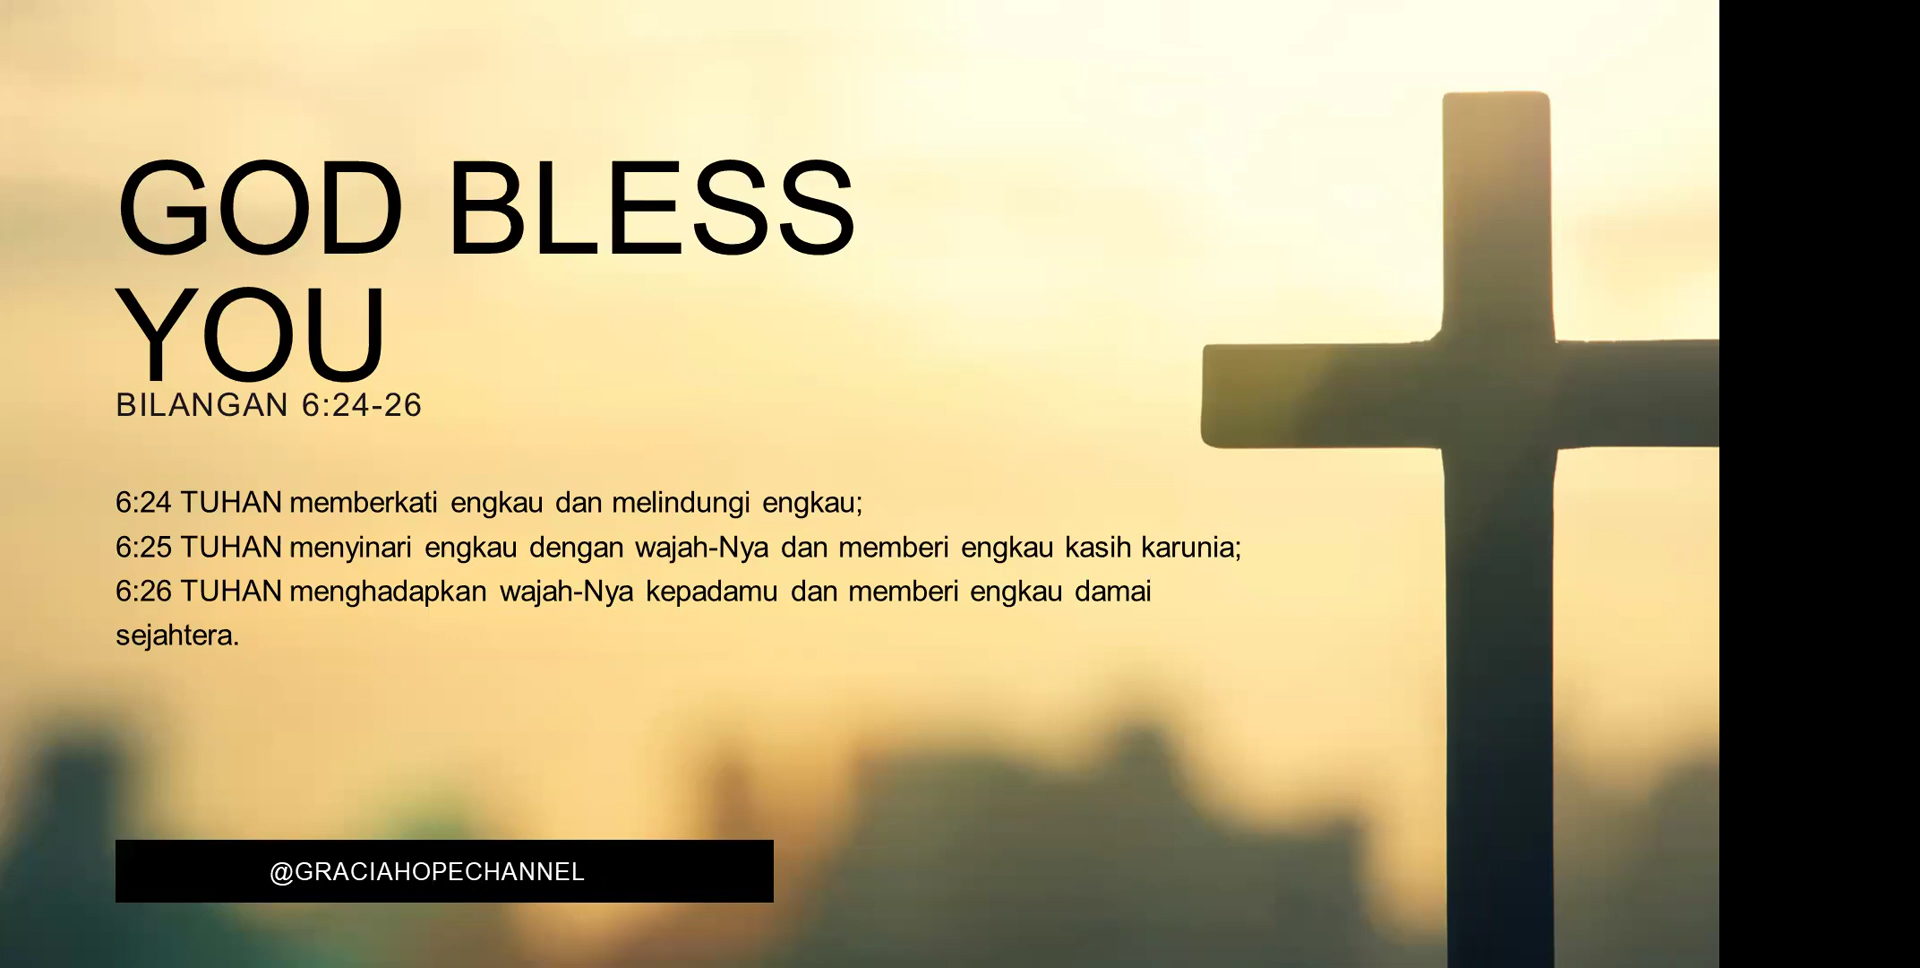 GOD BLESS
YOU
BILANGAN 6:24-26
6:24 TUHAN memberkati engkau dan melindungi engkau;
6:25 TUHAN menyinari engkau dengan wajah-Nya dan memberi engkau kasih karunia;
6:26 TUHAN menghadapkan wajah-Nya kepadamu dan memberi engkau damai
sejahtera.
@GRACIAHOPECHANNEL